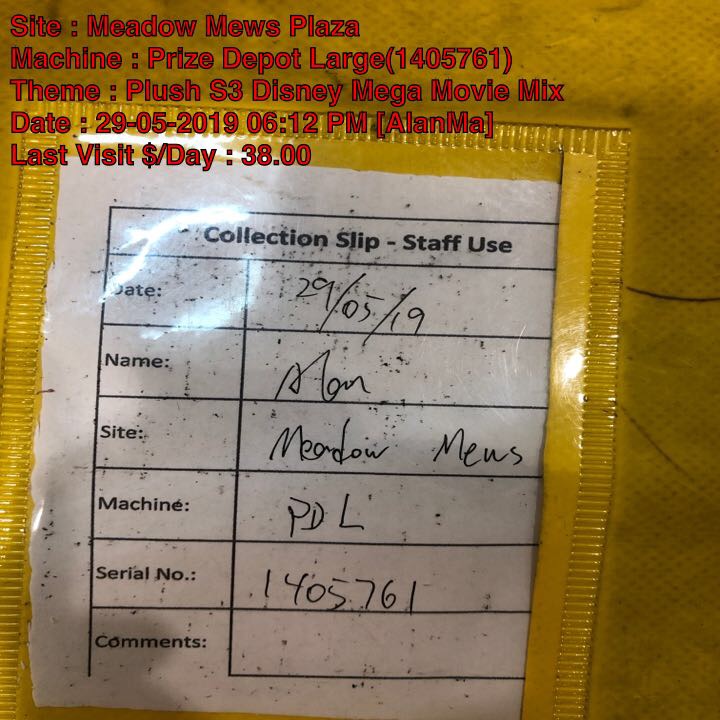 Site : Meadow Mews Plaza
Machine : Prize Depot Large(1405761)
Theme : Plush S3 Disney Mega Movie Mix
Date : 29-05-2019 06:12 PM [AlanMa]
Last Visit $/Day : 38.00
Collection Slip - Staff Use
Date: 29/05/19
Name: Alan
Site: Meadow Mews
Machine: PDL
Serial No.: 1405761
Comments: